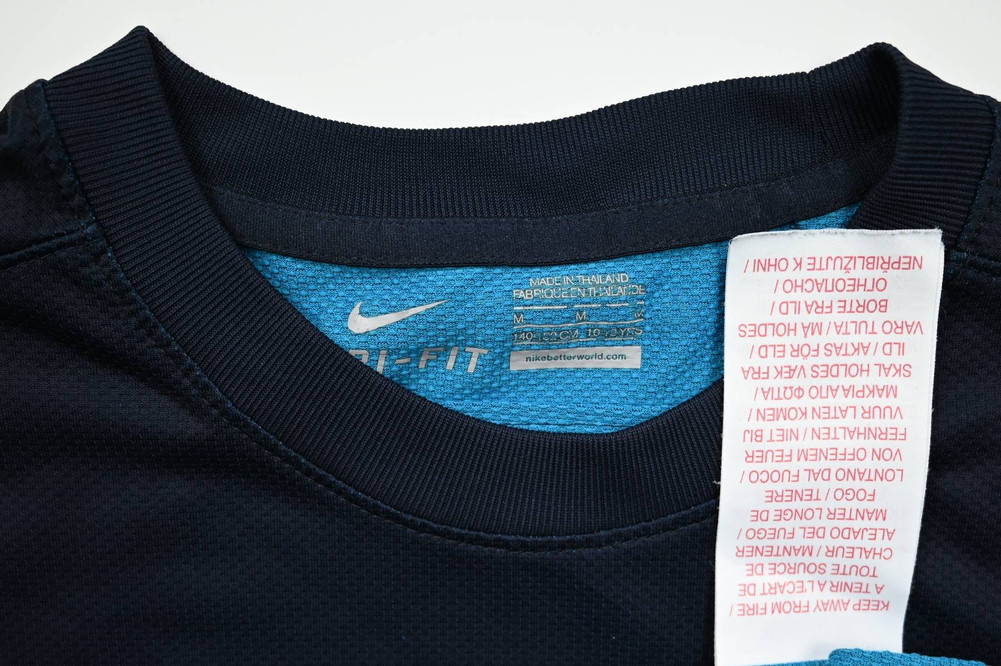 MADE IN THAILAND
FABRIQUE EN THAILANDE
M M
DRI-FIT
nikebetterworld.com
KEEP AWAY FROM FIRE /
A TENIR A L'ECART DE
TOUTE SOURCE DE
CHALEUR / MANTENER
ALEJADO DEL FUEGO /
MANTER LONGE DE
FOGO / TENERE
LONTANO DAL FUOCO /
VON OFFENEM FEUER
FERNHALTEN / NIET BIJ
VUUR LATEN KOMEN /
ΜΑΚΡΙΑ ΑΠΟ ΦΩΤΙΑ /
SKAL HOLDES VÆK FRA
ILD / AKTAS FÖR ELD /
VARO TULTA / MÅ HOLDES
BORTE FRA ILD /
ОГНЕОПАСНО /
NEPŘIBLIŽUJTE K OHNI /